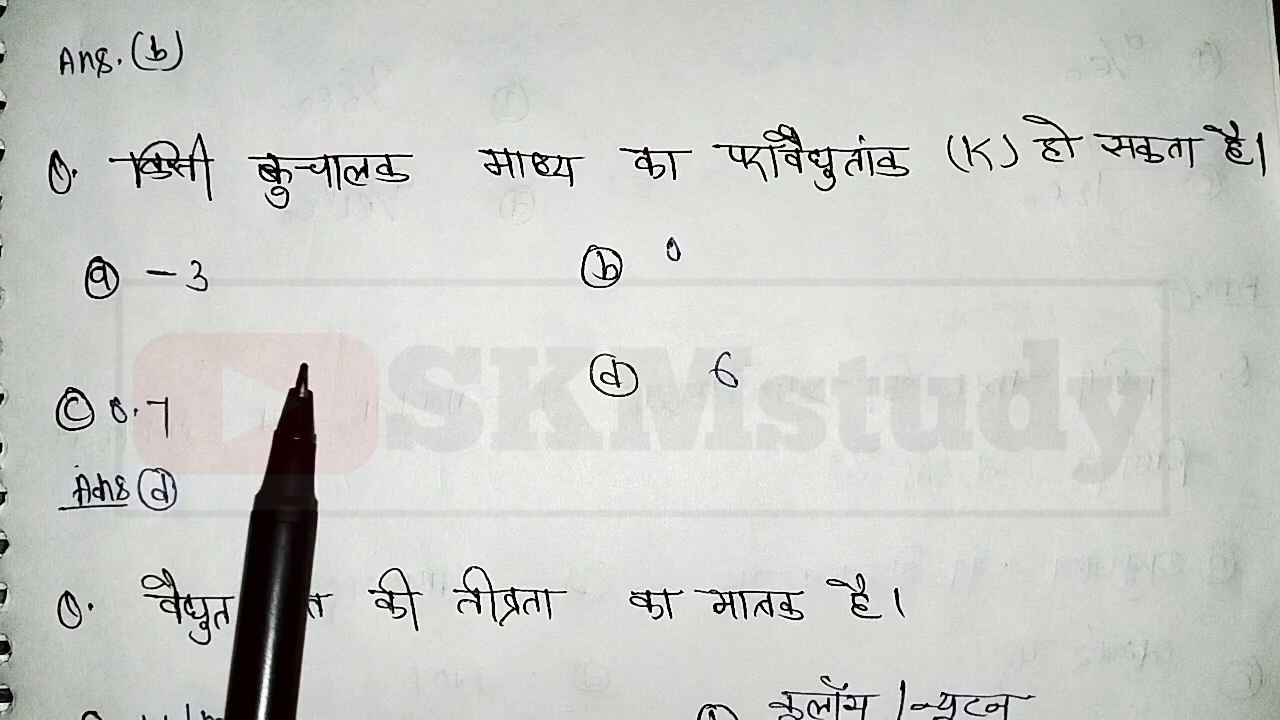 Ans. (b)
Q. किसी कुचालक माध्य का परावैधुतांक (K) हो सकता है।
(a) - 3 (b) 0
(c) 0.7 (d) 6
SKMstudy
Ans (d)
Q. वैधुत की तीव्रता का मातक है।
कुलॉम / न्यूटन